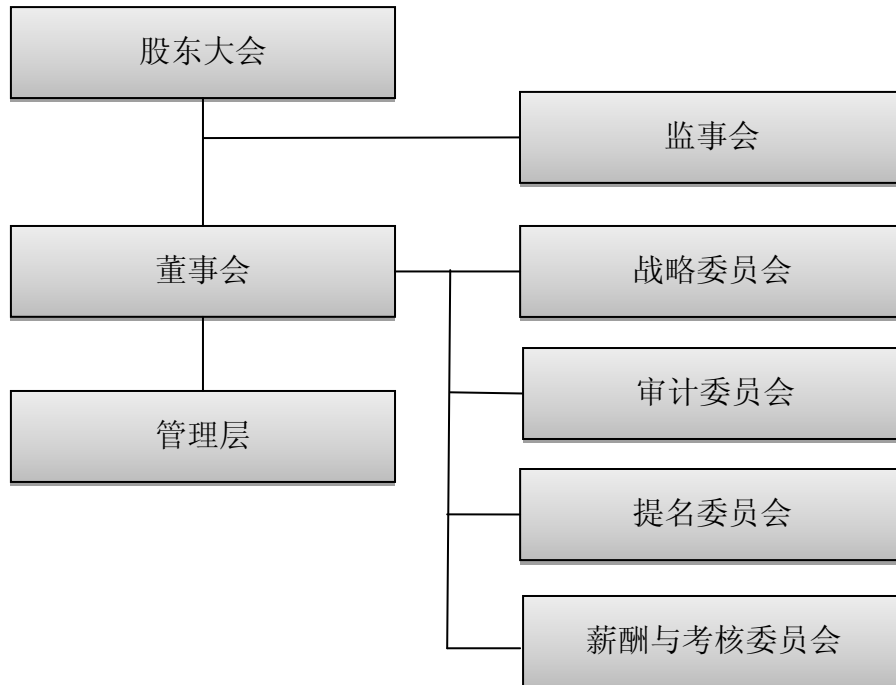 股东大会
监事会
董事会
战略委员会
审计委员会
管理层
提名委员会
薪酬与考核委员会